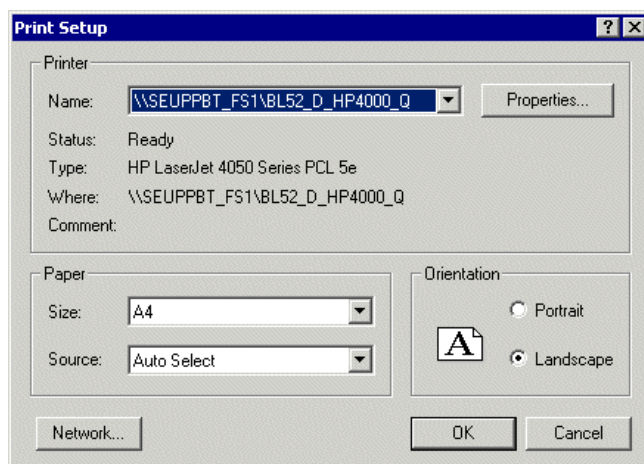 Print Setup
Printer
Name: \\SEUPPBT_FS1\BL52_D_HP4000_Q Properties...
Status: Ready
Type: HP LaserJet 4050 Series PCL 5e
Where: \\SEUPPBT_FS1\BL52_D_HP4000_Q
Comment:
Paper
Size: A4
Source: Auto Select
Orientation
A
Portrait
Landscape
Network... OK Cancel